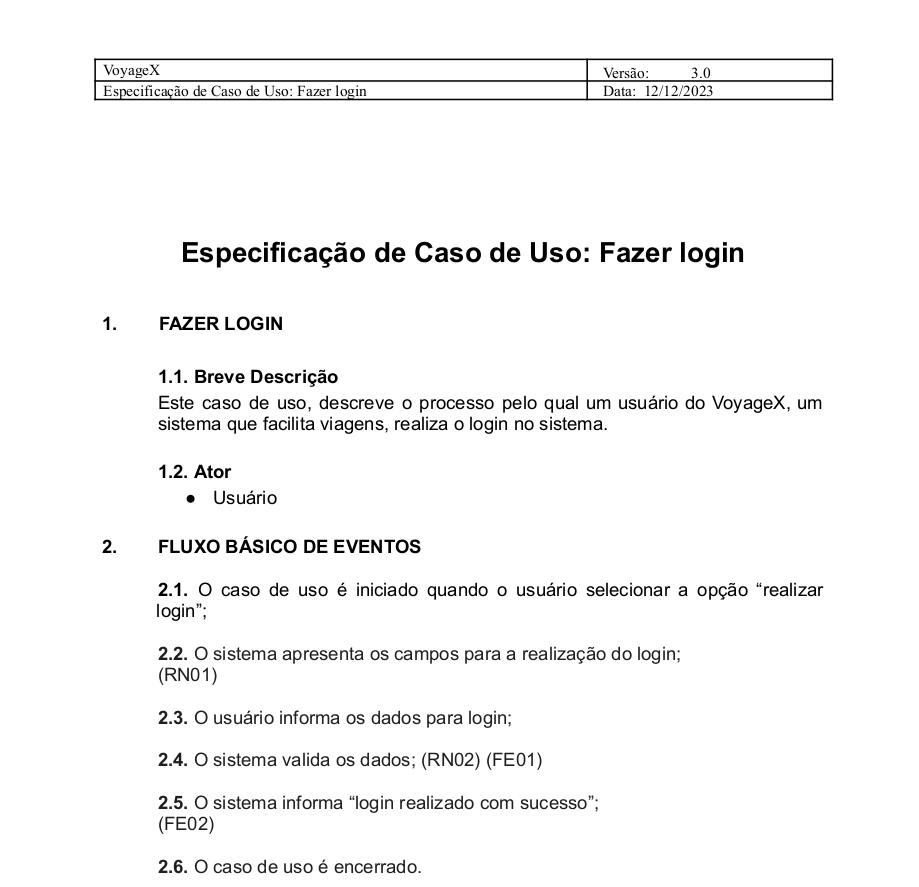 VoyageX
Versão: 3.0
Especificação de Caso de Uso: Fazer login
Data: 12/12/2023
Especificação de Caso de Uso: Fazer login
1. FAZER LOGIN
1.1. Breve Descrição
Este caso de uso, descreve o processo pelo qual um usuário do VoyageX, um
sistema que facilita viagens, realiza o login no sistema.
1.2. Ator
● Usuário
2. FLUXO BÁSICO DE EVENTOS
2.1. O caso de uso é iniciado quando o usuário selecionar a opção “realizar
login”;
2.2. O sistema apresenta os campos para a realização do login;
(RN01)
2.3. O usuário informa os dados para login;
2.4. O sistema valida os dados; (RN02) (FE01)
2.5. O sistema informa “login realizado com sucesso”;
(FE02)
2.6. O caso de uso é encerrado.